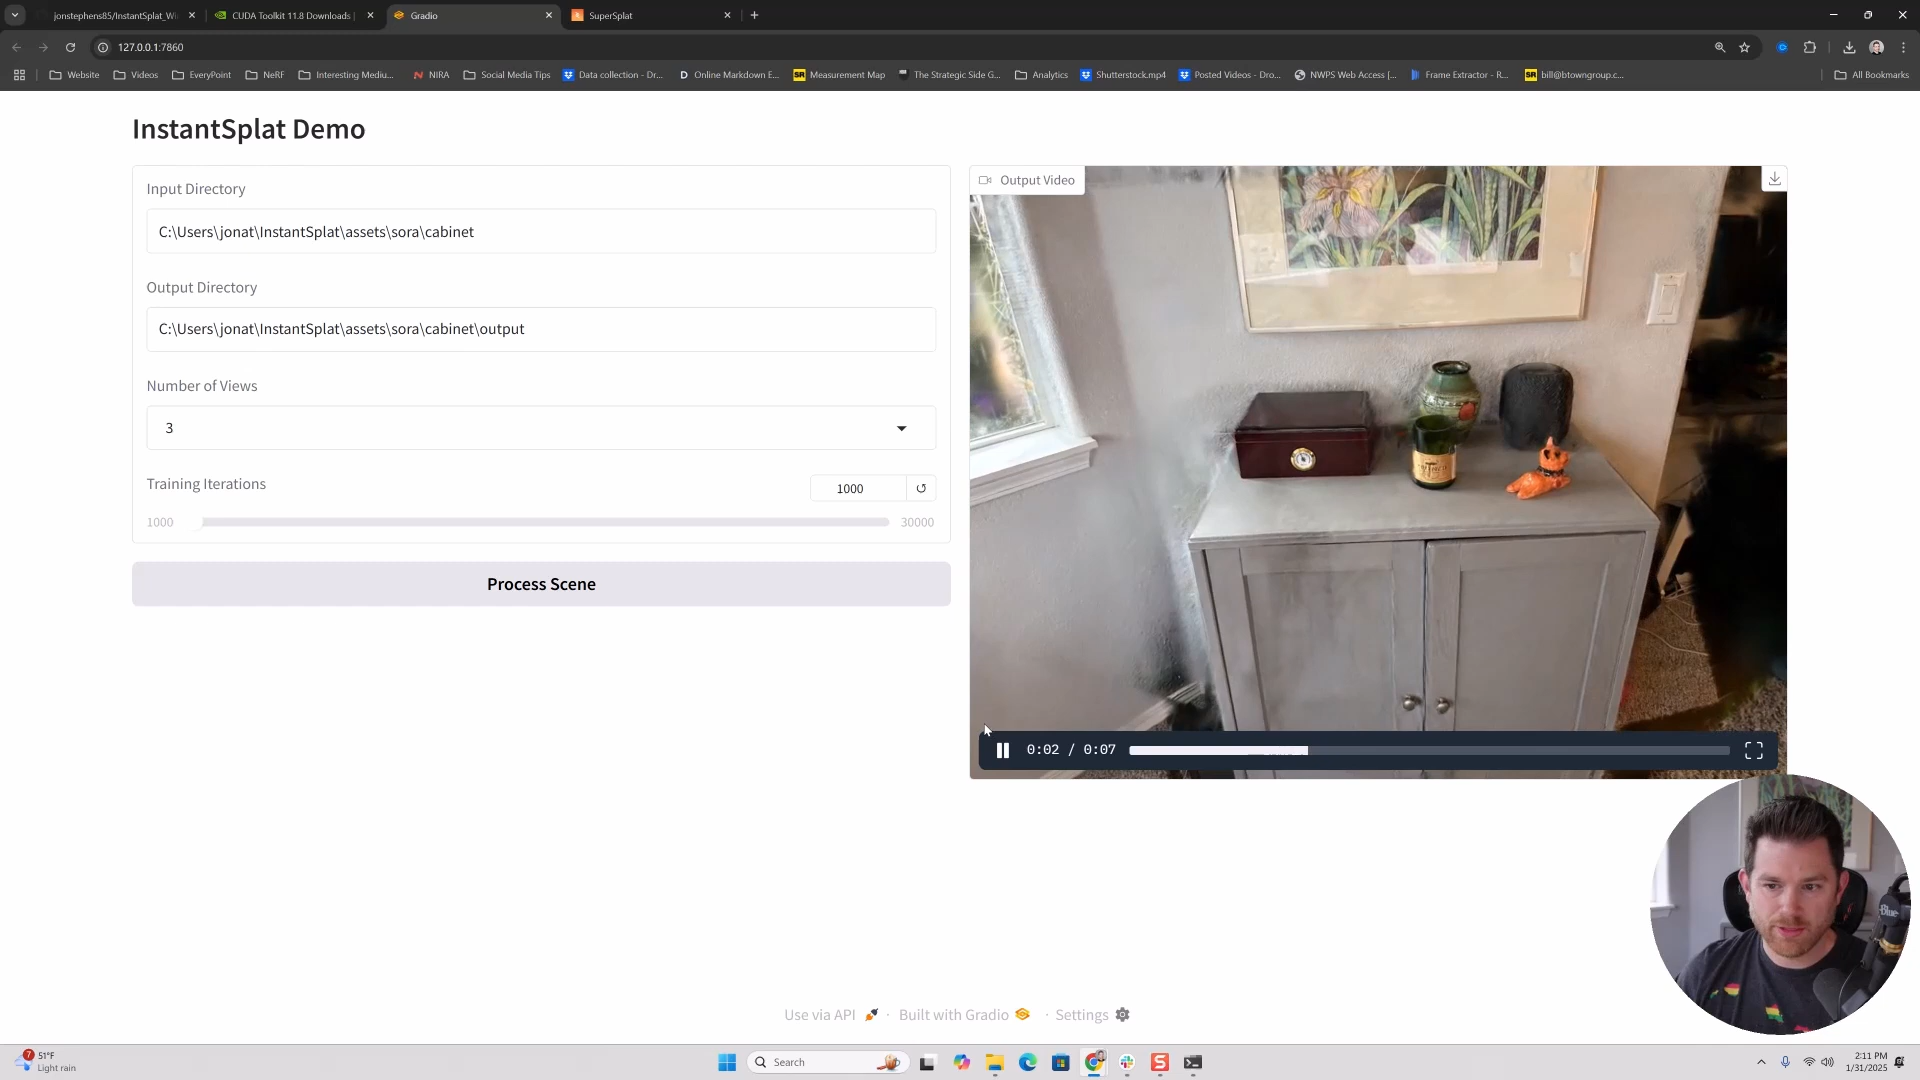 jonstephens85/InstantSplat_Wi
CUDA Toolkit 11.8 Downloads |
Gradio
SuperSplat
127.0.0.1:7860
Website
Videos
EveryPoint
NeRF
Interesting Mediu...
NIRA
Social Media Tips
Data collection - Dr...
Online Markdown E...
Measurement Map
The Strategic Side G...
Analytics
Shutterstock.mp4
Posted Videos - Dro...
NWPS Web Access [...
Frame Extractor - R...
bill@btowngroup.c...
All Bookmarks
InstantSplat Demo
Input Directory
C:\Users\jonat\InstantSplat\assets\sora\cabinet
Output Directory
C:\Users\jonat\InstantSplat\assets\sora\cabinet\output
Number of Views
3
Training Iterations
1000
1000
30000
Process Scene
Output Video
0:02 / 0:07
Blue
Use via API · Built with Gradio · Settings
7
51°F
Light rain
Search
2:11 PM
1/31/2025